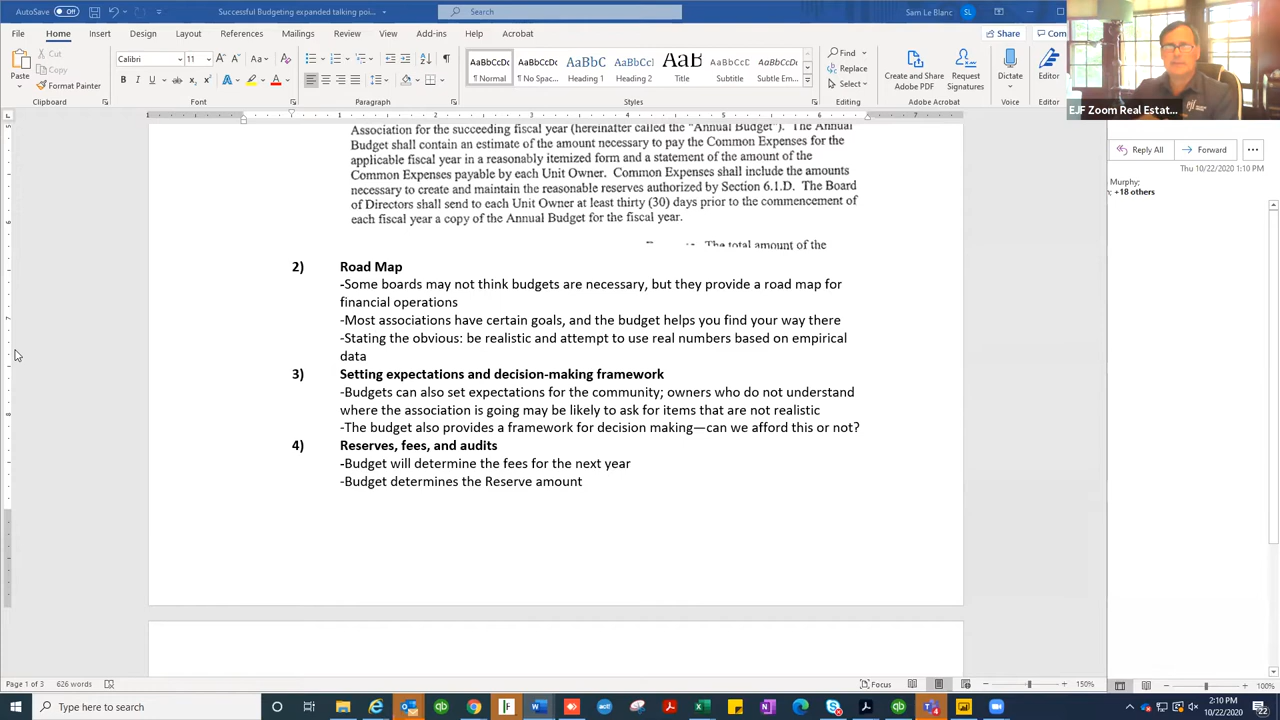 AutoSave Off
Successful Budgeting expanded talking poi...
Search
Sam Le Blanc SL
File Home Insert Design Layout References Mailings Review View Add-ins Help Acrobat
Share Com
Paste
Cut
Copy
Format Painter
Clipboard
Calibri 11
Font
Paragraph
AaBbCcDc AaBbCcDc AaBbC AaBbCcD AaB AaBbCcD AaBbCcDc
¶ Normal ¶ No Spac... Heading 1 Heading 2 Title Subtitle Subtle Em...
Styles
Find
Replace
Select
Editing
Create and Share Adobe PDF
Request Signatures
Adobe Acrobat
Dictate
Voice
Editor
Editor
EJF Zoom Real Estat...
Reply All Forward ...
Thu 10/22/2020 1:10 PM
Murphy;
+18 others
Association for the succeeding fiscal year (hereinafter called the "Annual Budget"). The Annual
Budget shall contain an estimate of the amount necessary to pay the Common Expenses for the
applicable fiscal year in a reasonably itemized form and a statement of the amount of the
Common Expenses payable by each Unit Owner. Common Expenses shall include the amounts
necessary to create and maintain the reasonable reserves authorized by Section 6.1.D. The Board
of Directors shall send to each Unit Owner at least thirty (30) days prior to the commencement of
each fiscal year a copy of the Annual Budget for the fiscal year.
The total amount of the
2) Road Map
-Some boards may not think budgets are necessary, but they provide a road map for
financial operations
-Most associations have certain goals, and the budget helps you find your way there
-Stating the obvious: be realistic and attempt to use real numbers based on empirical
data
3) Setting expectations and decision-making framework
-Budgets can also set expectations for the community; owners who do not understand
where the association is going may be likely to ask for items that are not realistic
-The budget also provides a framework for decision making—can we afford this or not?
4) Reserves, fees, and audits
-Budget will determine the fees for the next year
-Budget determines the Reserve amount
Page 1 of 3 626 words
Focus
150%
100%
Type here to search
2:10 PM
10/22/2020